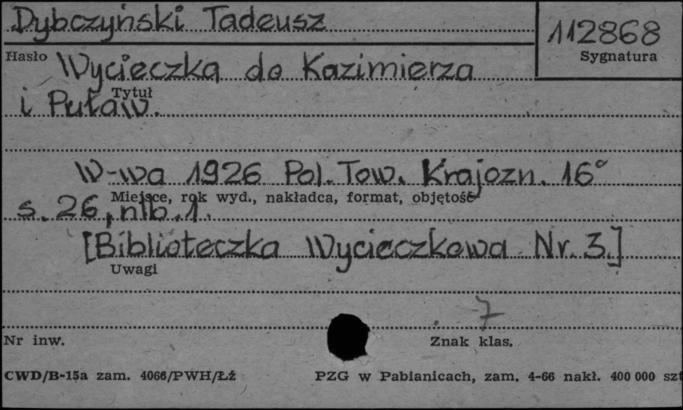 Dybczyński Tadeusz
112868
Hasło
Sygnatura
Wycieczka do Kazimierza
Tytuł
i Puław.
W-wa 1926 Pol. Tow. Krajozn. 16°
Miejsce, rok wyd., nakładca, format, objętość
s. 26, nlb. 1.
[Biblioteczka Wycieczkowa Nr. 3.]
Uwagi
7
Nr inw.
Znak klas.
CWD/B-15a zam. 4066/PWH/Łź
PZG w Pabianicach, zam. 4-66 nakł. 400 000 szt